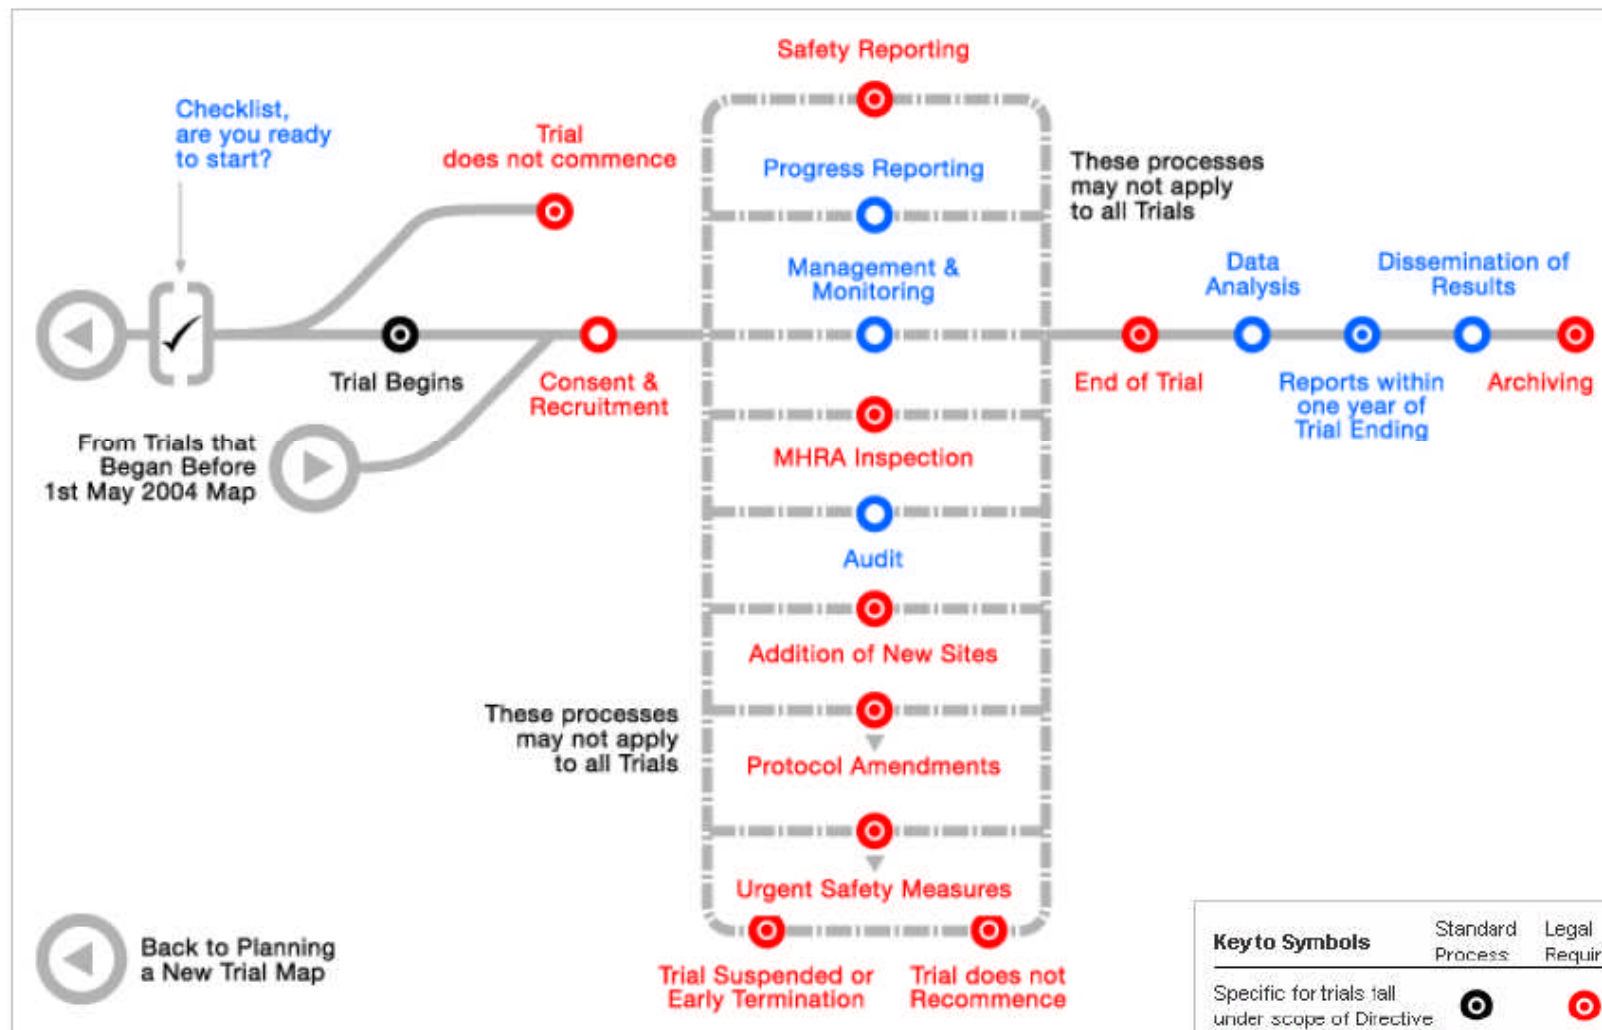 Safety Reporting
Checklist,
are you ready
to start?
Trial
does not commence
Progress Reporting
These processes
may not apply
to all Trials
Management &
Monitoring
Data
Analysis
Dissemination of
Results
Trial Begins
Consent &
Recruitment
End of Trial
Reports within
one year of
Trial Ending
Archiving
From Trials that
Began Before
1st May 2004 Map
MHRA Inspection
Audit
Addition of New Sites
These processes
may not apply
to all Trials
Protocol Amendments
Urgent Safety Measures
Back to Planning
a New Trial Map
Trial Suspended or
Early Termination
Trial does not
Recommence
Key to Symbols
Standard
Process
Legal
Requir
Specific for trials fall
under scope of Directive